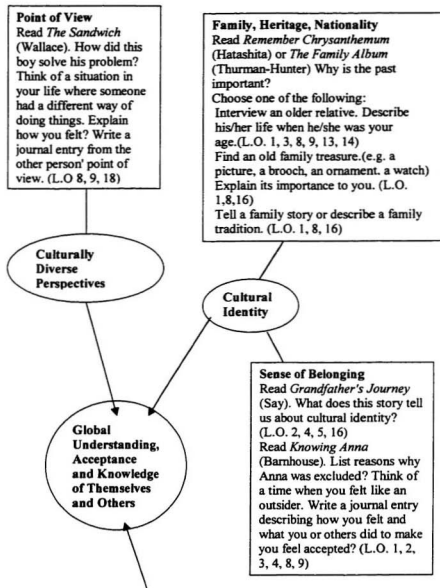 Point of View
Read The Sandwich
(Wallace). How did this
boy solve his problem?
Think of a situation in
your life where someone
had a different way of
doing things. Explain
how you felt? Write a
journal entry from the
other person' point of
view. (L.O 8, 9, 18)
Family, Heritage, Nationality
Read Remember Chrysanthemum
(Hatashita) or The Family Album
(Thurman-Hunter) Why is the past
important?
Choose one of the following:
Interview an older relative. Describe
his/her life when he/she was your
age.(L.O. 1, 3, 8, 9, 13, 14)
Find an old family treasure.(e.g. a
picture, a brooch, an ornament. a watch)
Explain its importance to you. (L.O.
1,8,16)
Tell a family story or describe a family
tradition. (L.O. 1, 8, 16)
Culturally
Diverse
Perspectives
Cultural
Identity
Sense of Belonging
Read Grandfather's Journey
(Say). What does this story tell
us about cultural identity?
(L.O. 2, 4, 5, 16)
Read Knowing Anna
(Barnhouse). List reasons why
Anna was excluded? Think of
a time when you felt like an
outsider. Write a journal entry
describing how you felt and
what you or others did to make
you feel accepted? (L.O. 1, 2,
3, 4, 8, 9)
Global
Understanding,
Acceptance
and Knowledge
of Themselves
and Others